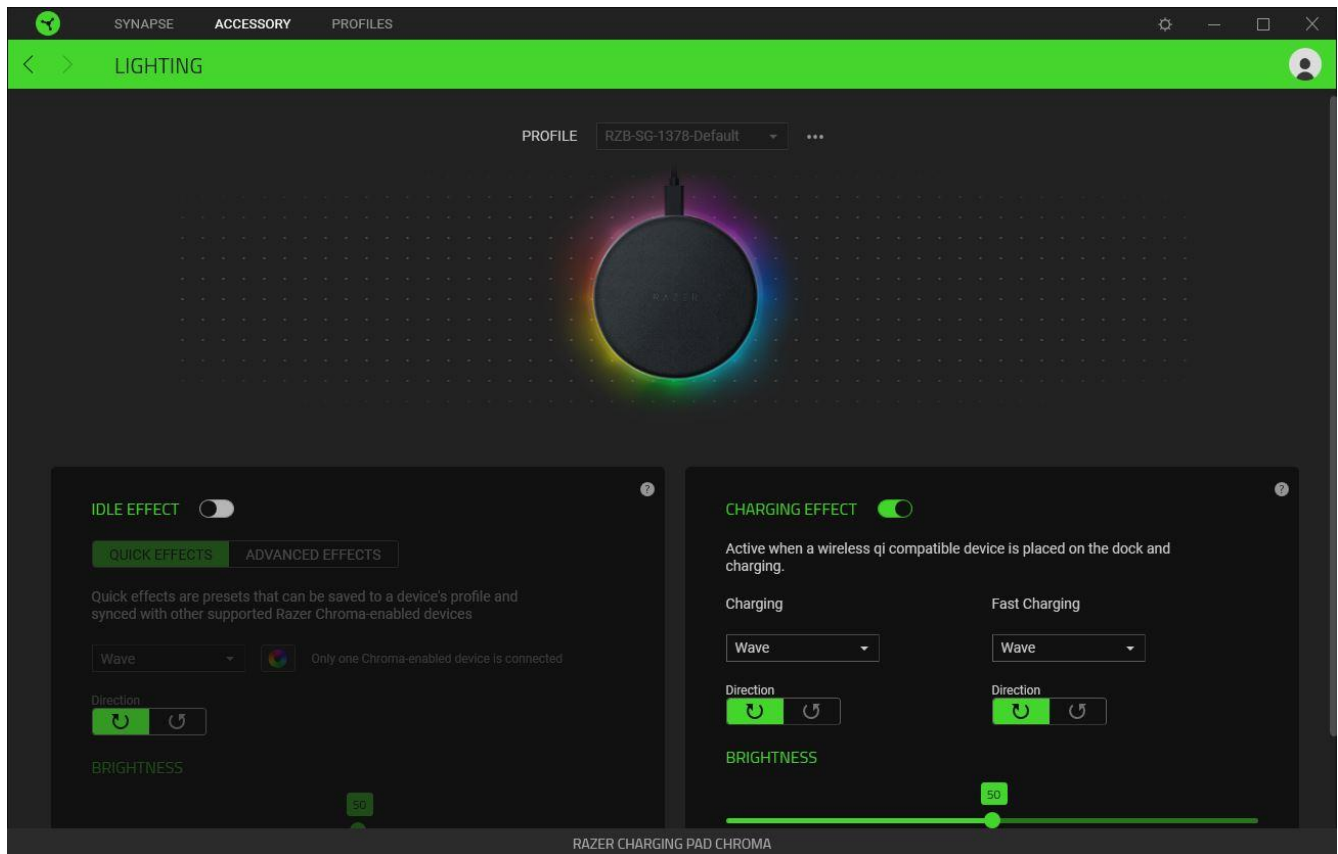 SYNAPSE ACCESSORY PROFILES
LIGHTING
PROFILE RZB-SG-1378-Default
RAZER
IDLE EFFECT
QUICK EFFECTS ADVANCED EFFECTS
Quick effects are presets that can be saved to a device's profile and
synced with other supported Razer Chroma-enabled devices
Wave Only one Chroma-enabled device is connected
Direction
BRIGHTNESS
50
CHARGING EFFECT
Active when a wireless qi compatible device is placed on the dock and
charging.
Charging Fast Charging
Wave Wave
Direction Direction
BRIGHTNESS
50
RAZER CHARGING PAD CHROMA